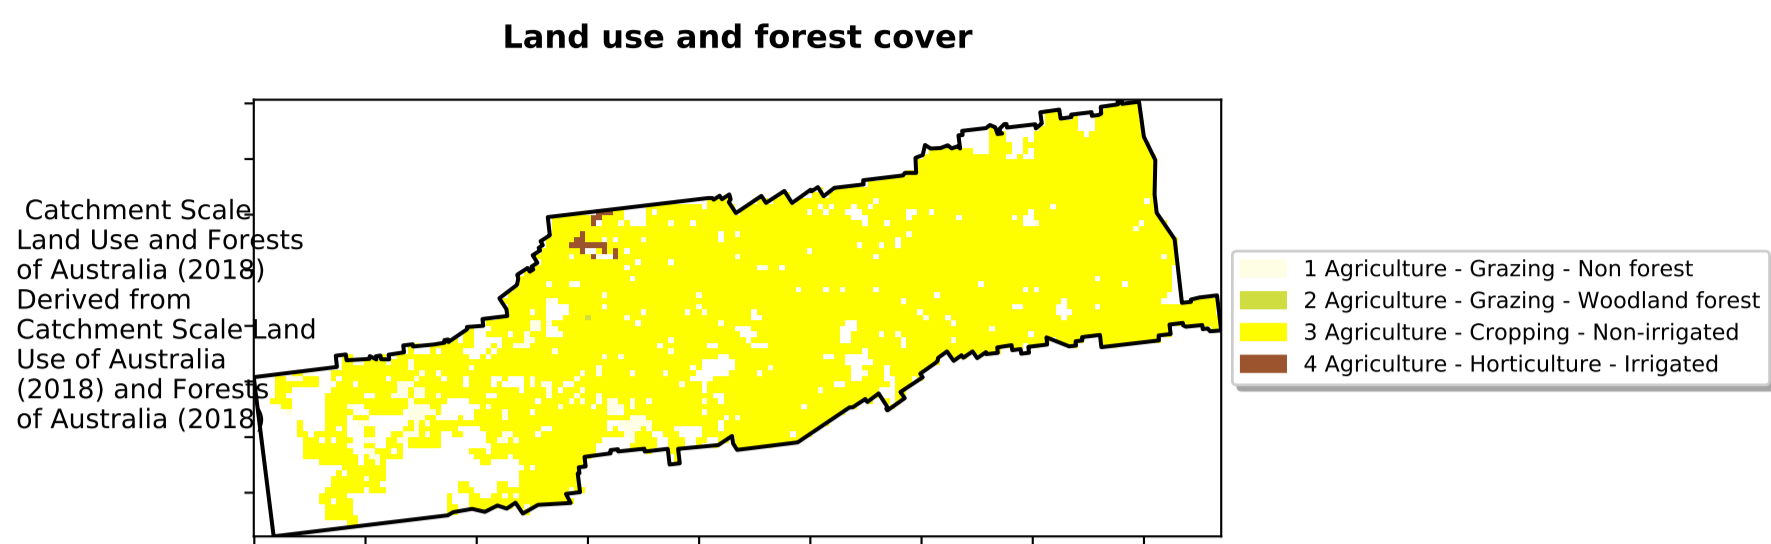 Land use and forest cover
Catchment Scale
Land Use and Forests
of Australia (2018)
Derived from
Catchment Scale Land
Use of Australia
(2018) and Forests
of Australia (2018)
1 Agriculture - Grazing - Non forest
2 Agriculture - Grazing - Woodland forest
3 Agriculture - Cropping - Non-irrigated
4 Agriculture - Horticulture - Irrigated